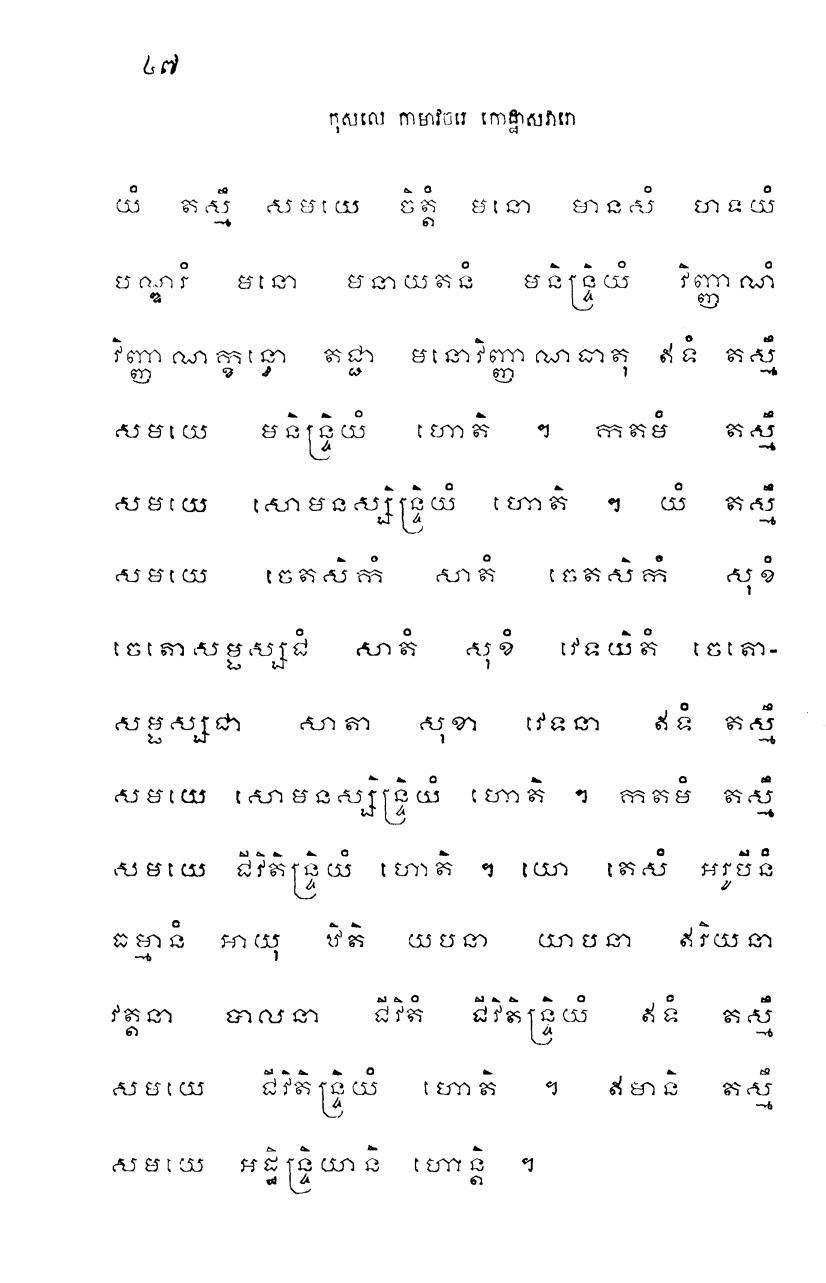 ៤៧
កុសលេ កាមាវចរេ កោដ្ឋាសវារោ
យំ តស្មឹ សមយេ ចិត្តំ មនោ មានសំ ហទយំ
បណ្ឌរំ មនោ មនាយតនំ មនិន្ទ្រិយំ វិញ្ញាណំ
វិញ្ញាណក្ខន្ធោ តជ្ជា មនោវិញ្ញាណធាតុ ឥទំ តស្មឹ
សមយេ មនិន្ទ្រិយំ ហោតិ ។ កតមំ តស្មឹ
សមយេ សោមនស្សិន្ទ្រិយំ ហោតិ ។ យំ តស្មឹ
សមយេ ចេតសិកំ សាតំ ចេតសិកំ សុខំ
ចេតោសម្ផស្សជំ សាតំ សុខំ វេទយិតំ ចេតោ-
សម្ផស្សជា សាតា សុខា វេទនា ឥទំ តស្មឹ
សមយេ សោមនស្សិន្ទ្រិយំ ហោតិ ។ កតមំ តស្មឹ
សមយេ ជីវិតិន្ទ្រិយំ ហោតិ ។ យោ តេសំ អរូបីនំ
ធម្មានំ អាយុ ឋិតិ យបនា យាបនា ឥរិយនា
វត្តនា បាលនា ជីវិតំ ជីវិតិន្ទ្រិយំ ឥទំ តស្មឹ
សមយេ ជីវិតិន្ទ្រិយំ ហោតិ ។ ឥមានិ តស្មឹ
សមយេ អដ្ឋិន្ទ្រិយានិ ហោន្តិ ។